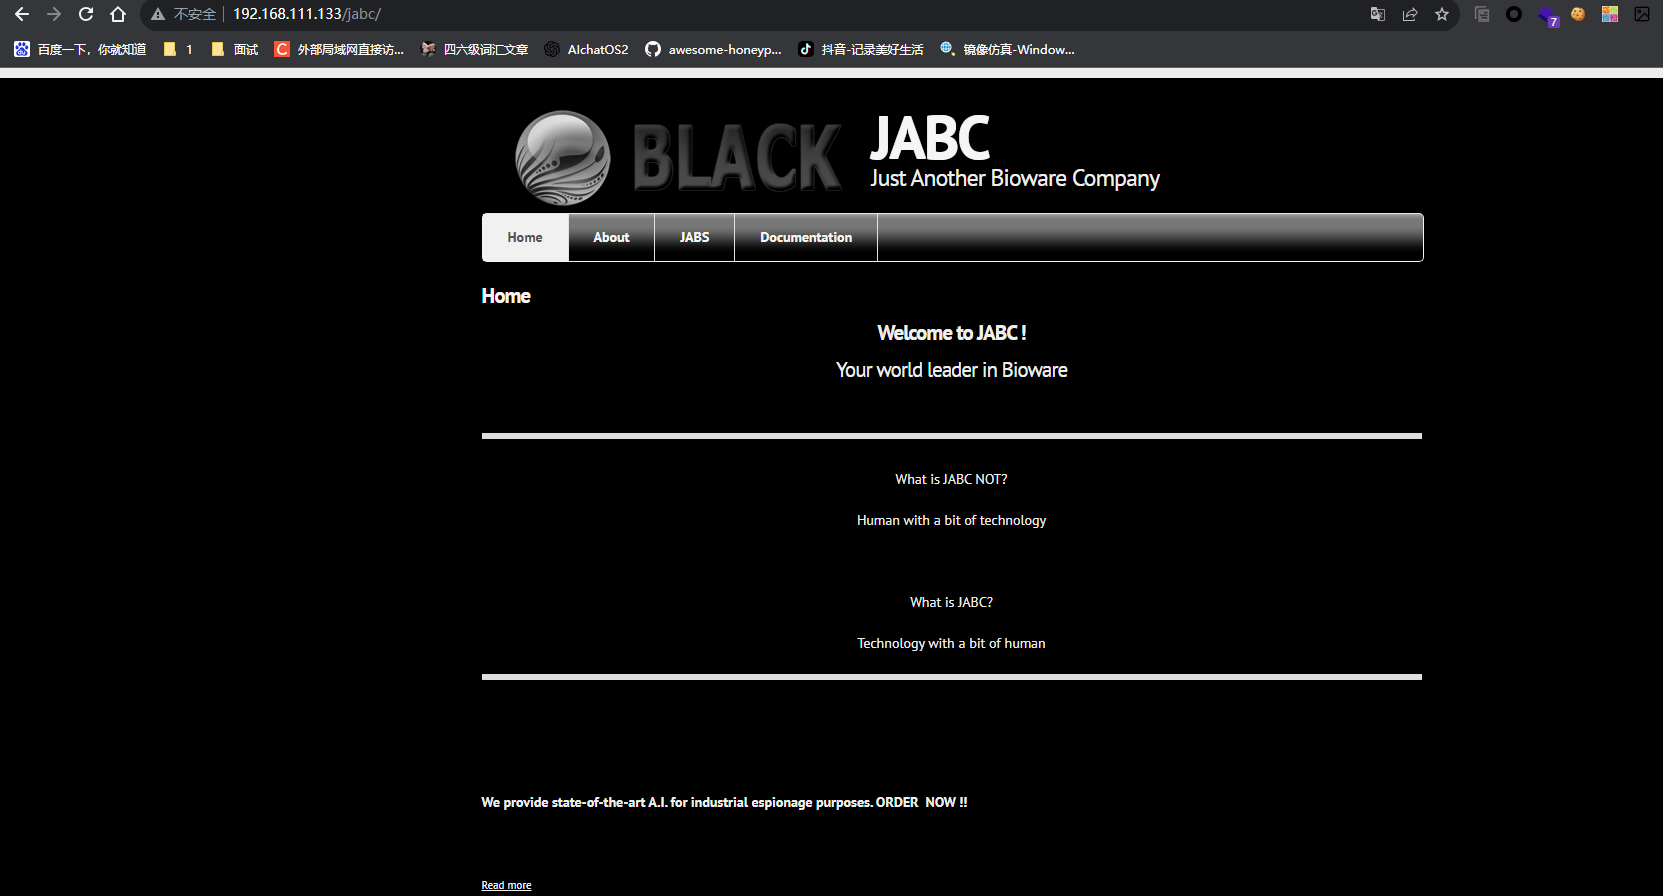 不安全 192.168.111.133/jabc/
7
百度一下，你就知道 1 面试 外部局域网直接访... 四六级词汇文章 AIchatOS2 awesome-honeyp... 抖音-记录美好生活 镜像仿真-Window...
BLACK
JABC
Just Another Bioware Company
Home About JABS Documentation
Home
Welcome to JABC !
Your world leader in Bioware
What is JABC NOT?
Human with a bit of technology
What is JABC?
Technology with a bit of human
We provide state-of-the-art A.I. for industrial espionage purposes. ORDER  NOW !!
Read more